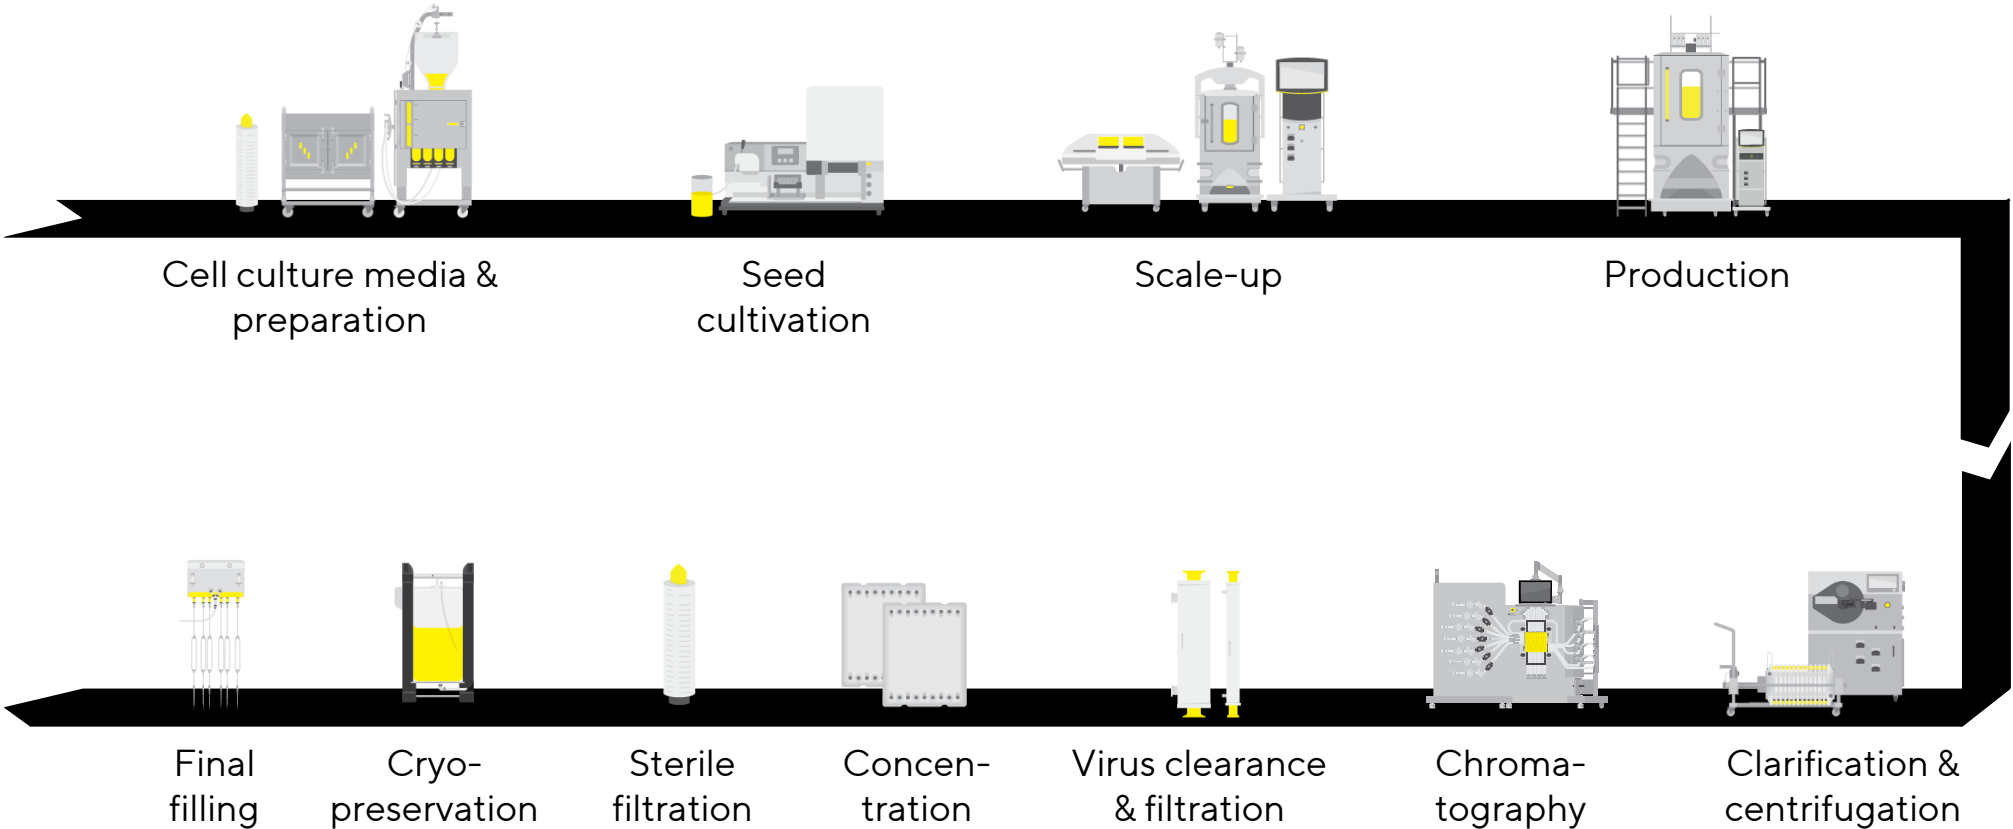 Cell culture media &
preparation
Seed
cultivation
Scale-up
Production
Final
filling
Cryo-
preservation
Sterile
filtration
Concen-
tration
Virus clearance
& filtration
Chroma-
tography
Clarification &
centrifugation